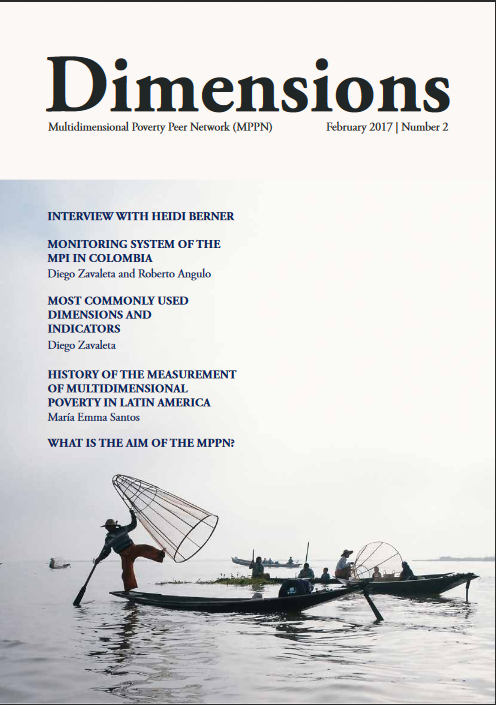 Dimensions
Multidimensional Poverty Peer Network (MPPN)
February 2017 | Number 2
INTERVIEW WITH HEIDI BERNER
MONITORING SYSTEM OF THE
MPI IN COLOMBIA
Diego Zavaleta and Roberto Angulo
MOST COMMONLY USED
DIMENSIONS AND
INDICATORS
Diego Zavaleta
HISTORY OF THE MEASUREMENT
OF MULTIDIMENSIONAL
POVERTY IN LATIN AMERICA
María Emma Santos
WHAT IS THE AIM OF THE MPPN?